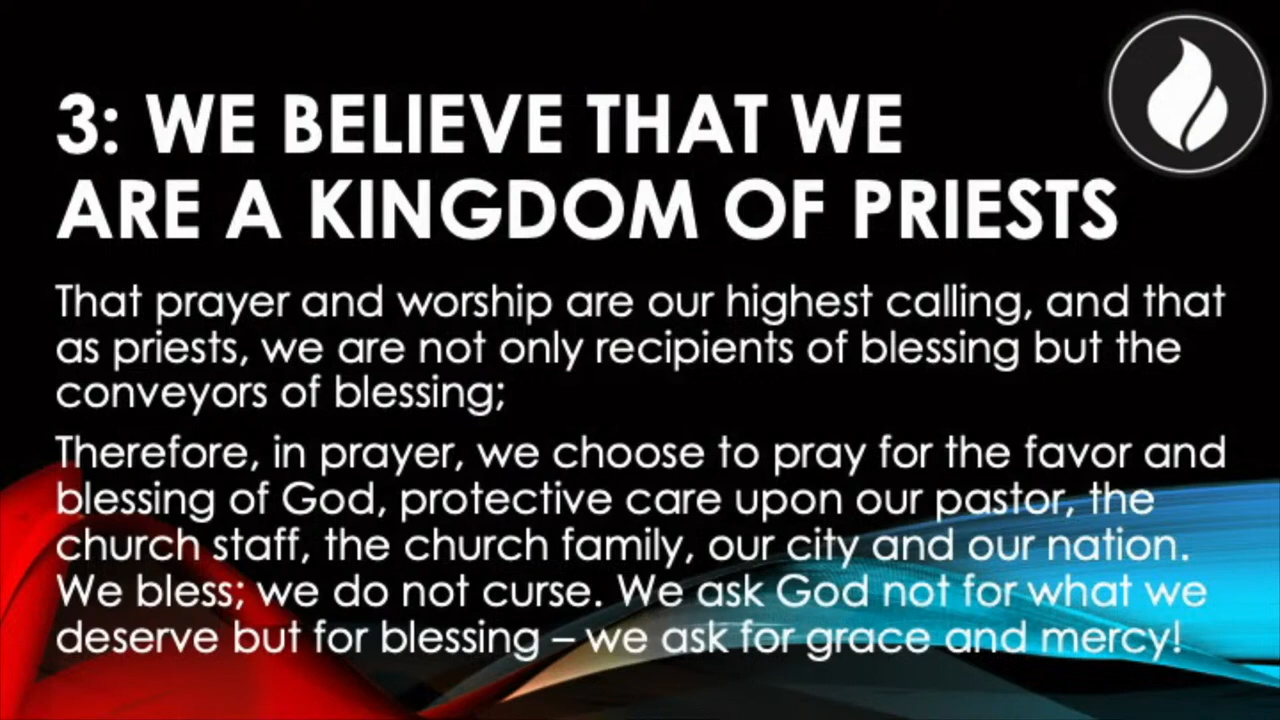 3: WE BELIEVE THAT WE
ARE A KINGDOM OF PRIESTS
That prayer and worship are our highest calling, and that
as priests, we are not only recipients of blessing but the
conveyors of blessing;
Therefore, in prayer, we choose to pray for the favor and
blessing of God, protective care upon our pastor, the
church staff, the church family, our city and our nation.
We bless; we do not curse. We ask God not for what we
deserve but for blessing – we ask for grace and mercy!